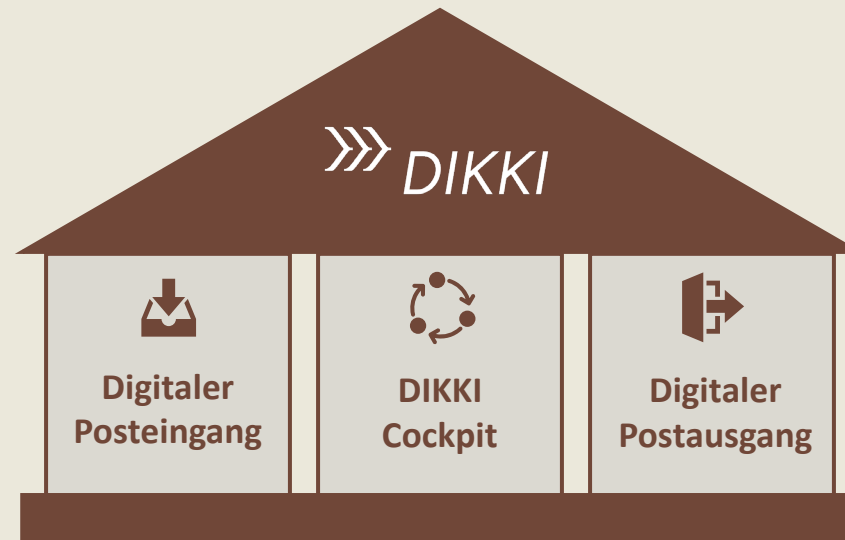 DIKKI
Digitaler
Posteingang
DIKKI
Cockpit
Digitaler
Postausgang